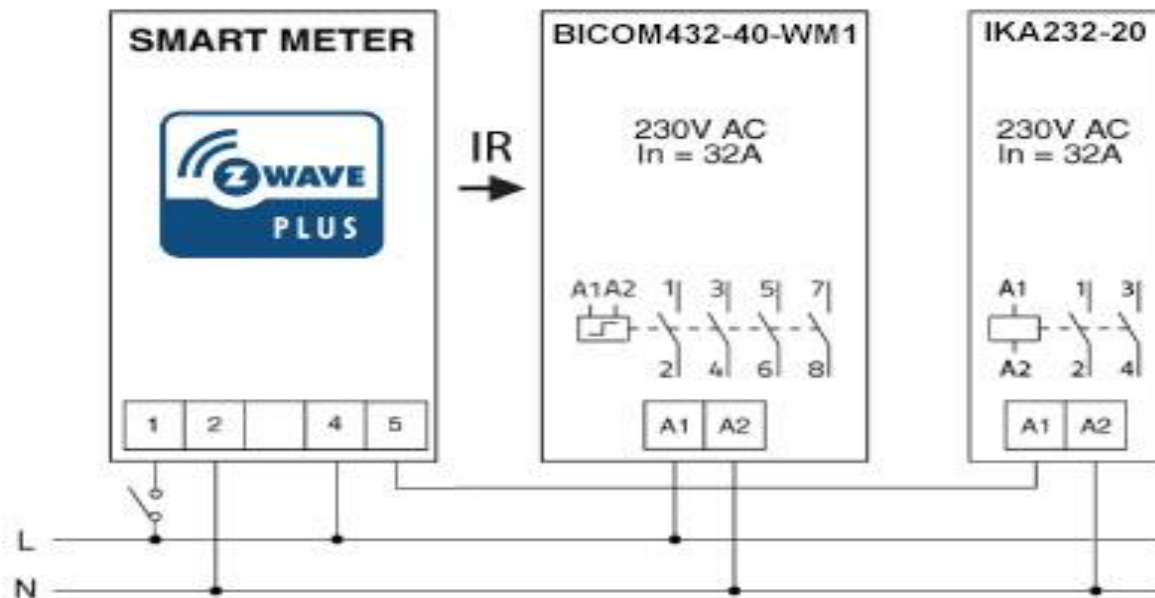 SMART METER
Z WAVE
PLUS
IR
BICOM432-40-WM1
230V AC
In = 32A
A1 A2 1 3 5 7
2 4 6 8
IKA232-20
230V AC
In = 32A
A1 1 3
A2 2 4
1 2 4 5
A1 A2
A1 A2
L
N